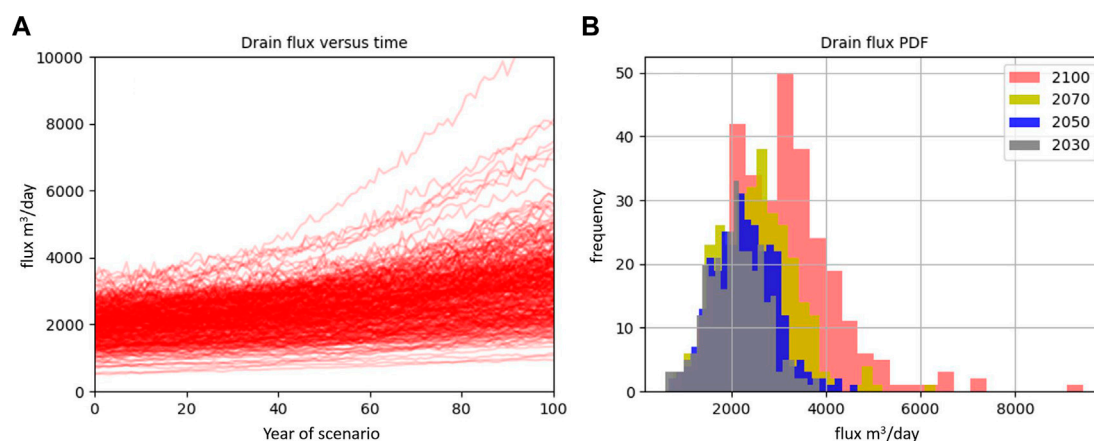 A
Drain flux versus time
10000
8000
6000
4000
2000
0
flux m³/day
0 20 40 60 80 100
Year of scenario
B
Drain flux PDF
50
40
30
20
10
0
frequency
2100
2070
2050
2030
2000 4000 6000 8000
flux m³/day